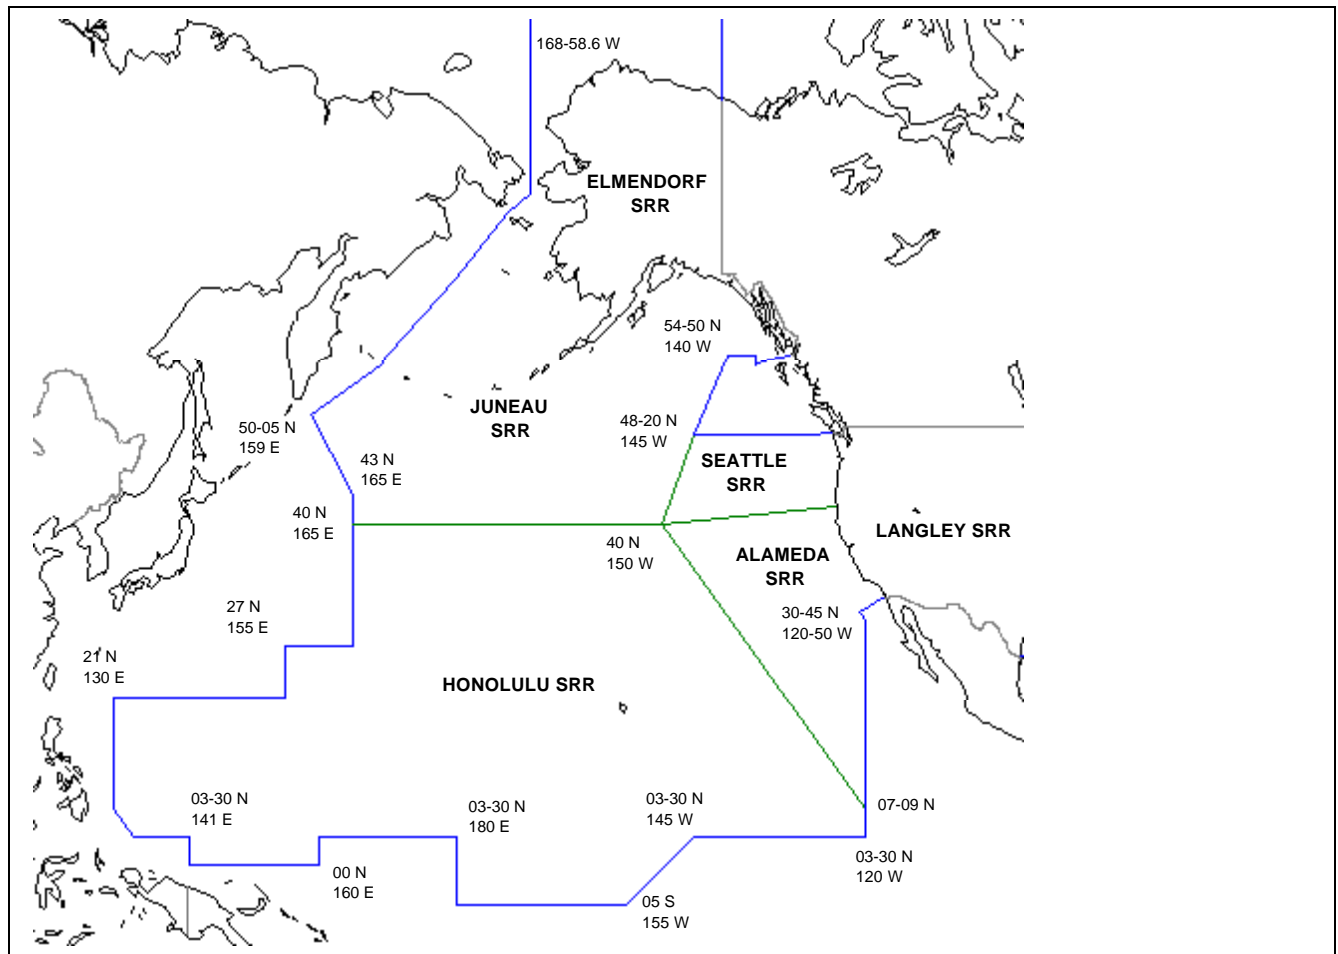 168-58.6 W
ELMENDORF
SRR
54-50 N
140 W
JUNEAU
SRR
50-05 N
159 E
48-20 N
145 W
43 N
165 E
SEATTLE
SRR
40 N
165 E
LANGLEY SRR
40 N
150 W
ALAMEDA
SRR
27 N
155 E
30-45 N
120-50 W
21 N
130 E
HONOLULU SRR
03-30 N
141 E
03-30 N
180 E
03-30 N
145 W
07-09 N
03-30 N
120 W
00 N
160 E
05 S
155 W